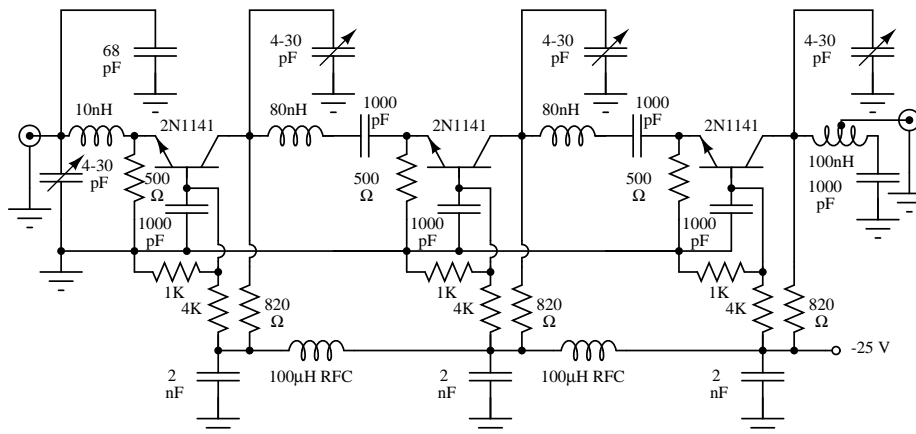 68
pF
4-30
pF
4-30
pF
4-30
pF
10nH
2N1141
80nH
1000
pF
2N1141
80nH
1000
pF
2N1141
100nH
4-30
pF
500
Ω
1000
pF
500
Ω
1000
pF
500
Ω
1000
pF
1000
pF
1K
4K
820
Ω
1K
4K
820
Ω
1K
4K
820
Ω
-25 V
2
nF
100μH RFC
2
nF
100μH RFC
2
nF